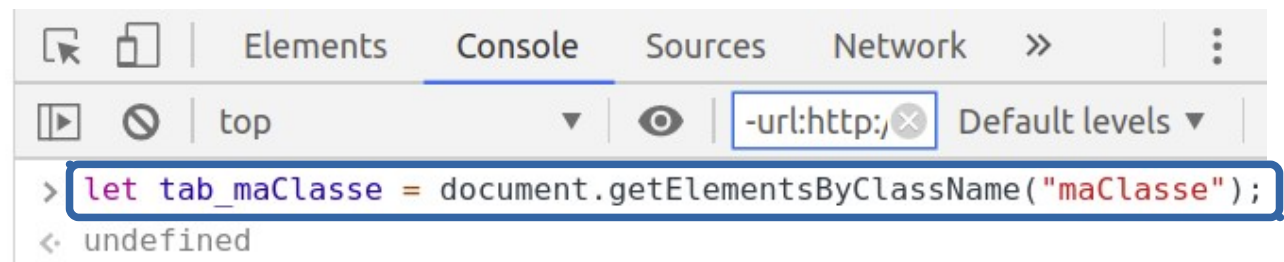 Elements Console Sources Network »
top -url:http:/ Default levels
> let tab_maClasse = document.getElementsByClassName("maClasse");
undefined